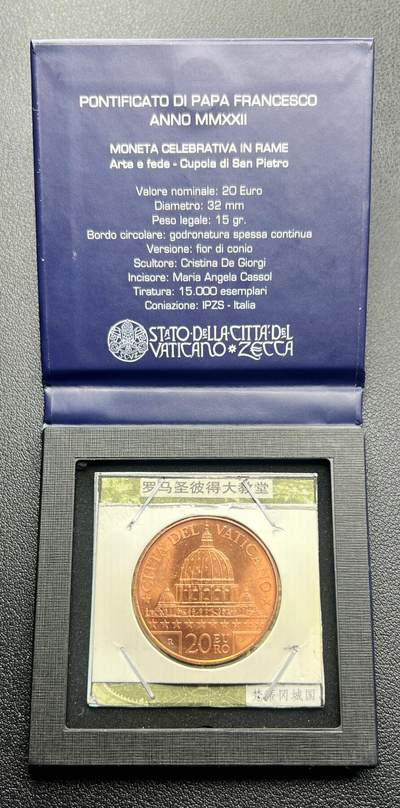 PONTIFICATO DI PAPA FRANCESCO
ANNO MMXXII
MONETA CELEBRATIVA IN RAME
Arte e fede - Cupola di San Pietro
Valore nominale: 20 Euro
Diametro: 32 mm
Peso legale: 15 gr.
Bordo circolare: godronatura spessa continua
Versione: fior di conio
Scultore: Cristina De Giorgi
Incisore: Maria Angela Cassol
Tiratura: 15.000 esemplari
Coniazione: IPZS - Italia
STATO·DELLA·CITTÀ·DEL
VATICANO * ZECCA
罗马圣彼得大教堂
CITTÀ DEL VATICANO
R 20 EURO
梵蒂冈城国